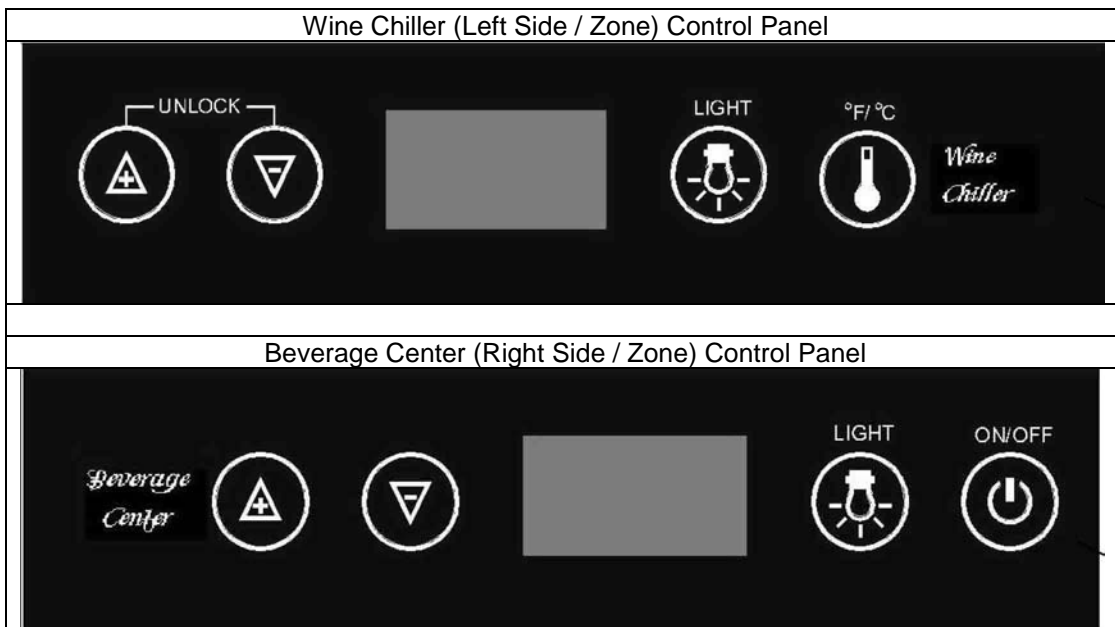 Wine Chiller (Left Side / Zone) Control Panel
UNLOCK
LIGHT
°F/°C
Wine
Chiller
Beverage Center (Right Side / Zone) Control Panel
LIGHT
ON/OFF
Beverage
Center